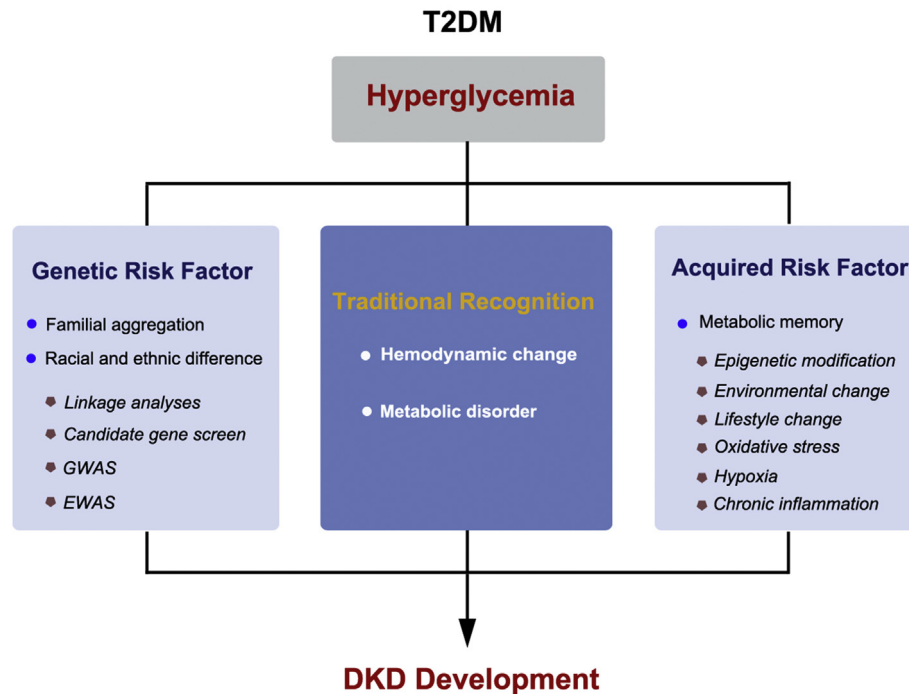 T2DM
Hyperglycemia
Genetic Risk Factor
Familial aggregation
Racial and ethnic difference
Linkage analyses
Candidate gene screen
GWAS
EWAS
Traditional Recognition
Hemodynamic change
Metabolic disorder
Acquired Risk Factor
Metabolic memory
Epigenetic modification
Environmental change
Lifestyle change
Oxidative stress
Hypoxia
Chronic inflammation
DKD Development